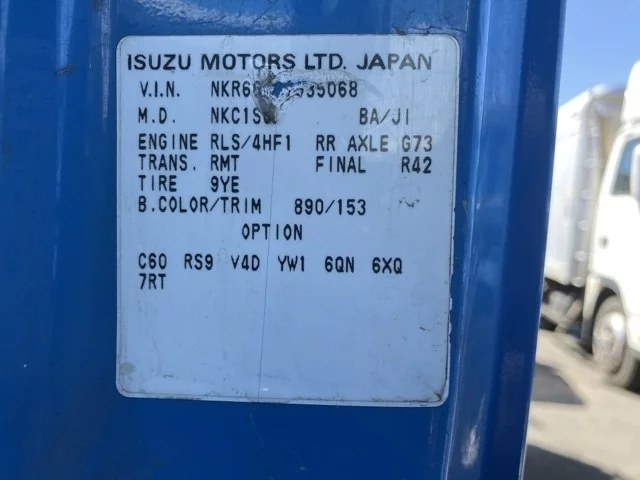 ISUZU MOTORS LTD. JAPAN
V.I.N. 
M.D. BA/JI
ENGINE RLS/4HF1 RR AXLE G73
TRANS. RMT FINAL R42
TIRE 9YE
B.COLOR/TRIM 890/153
OPTION
C60 RS9 V4D YW1 6QN 6XQ
7RT